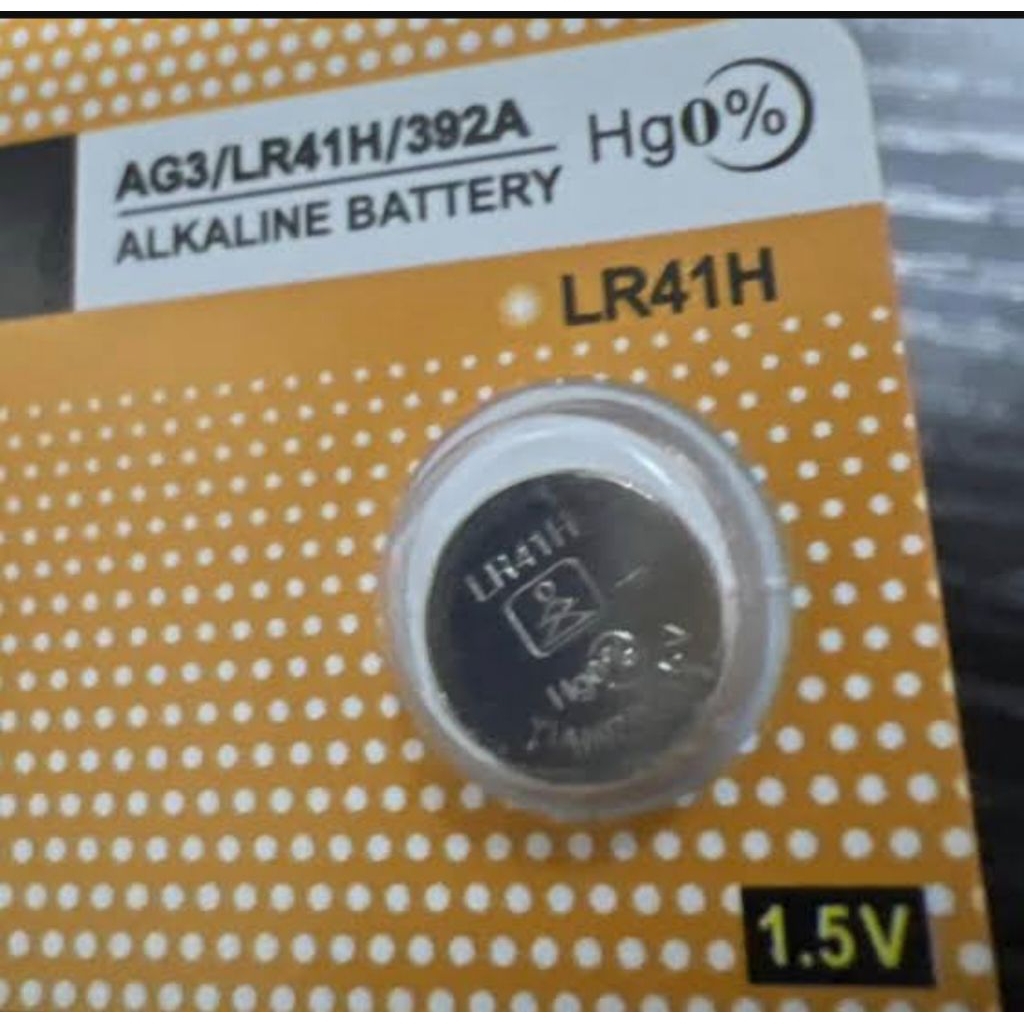 AG3/LR41H/392A
ALKALINE BATTERY
Hg0%
LR41H
LR41H
1.5V